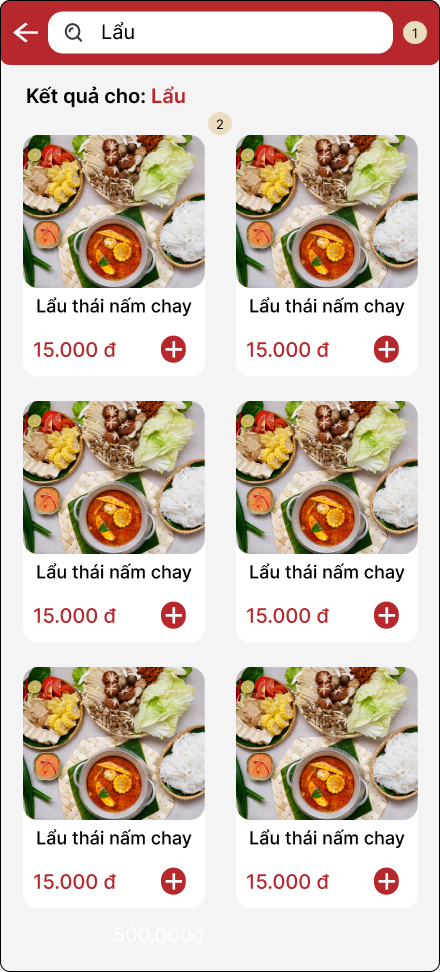 Lẩu
1
Kết quả cho: Lẩu
2
Lẩu thái nấm chay
Lẩu thái nấm chay
15.000 đ
15.000 đ
Lẩu thái nấm chay
Lẩu thái nấm chay
15.000 đ
15.000 đ
Lẩu thái nấm chay
Lẩu thái nấm chay
15.000 đ
15.000 đ
500.000đ